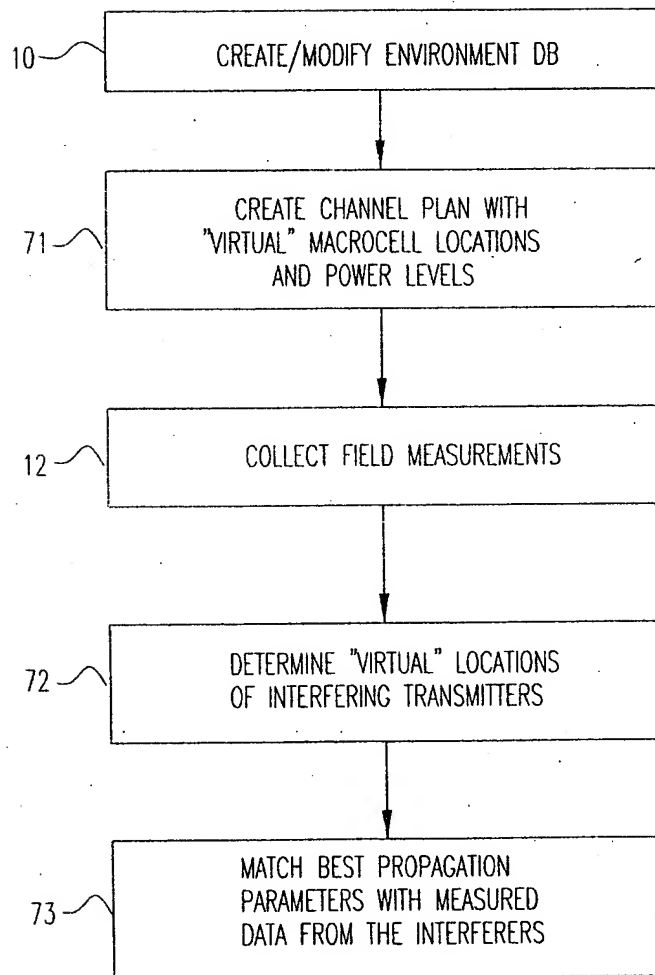 10
CREATE/MODIFY ENVIRONMENT DB
71
CREATE CHANNEL PLAN WITH
"VIRTUAL" MACROCELL LOCATIONS
AND POWER LEVELS
12
COLLECT FIELD MEASUREMENTS
72
DETERMINE "VIRTUAL" LOCATIONS
OF INTERFERING TRANSMITTERS
73
MATCH BEST PROPAGATION
PARAMETERS WITH MEASURED
DATA FROM THE INTERFERERS